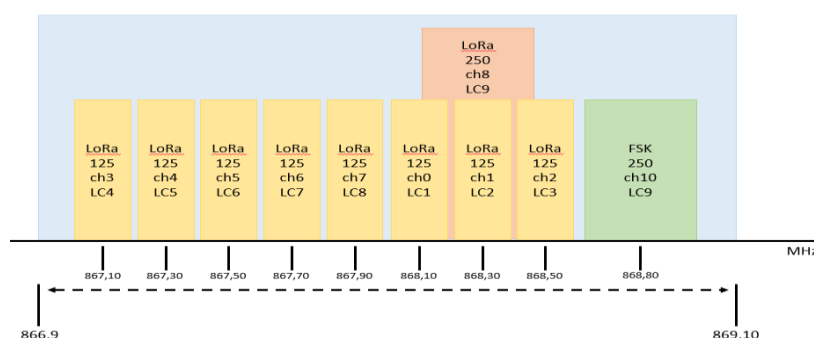 LoRa
250
ch8
LC9
LoRa
125
ch3
LC4
LoRa
125
ch4
LC5
LoRa
125
ch5
LC6
LoRa
125
ch6
LC7
LoRa
125
ch7
LC8
LoRa
125
ch0
LC1
LoRa
125
ch1
LC2
LoRa
125
ch2
LC3
FSK
250
ch10
LC9
MHz
867,10 867,30 867,50 867,70 867,90 868,10 868,30 868,50 868,80
866,9 869,10